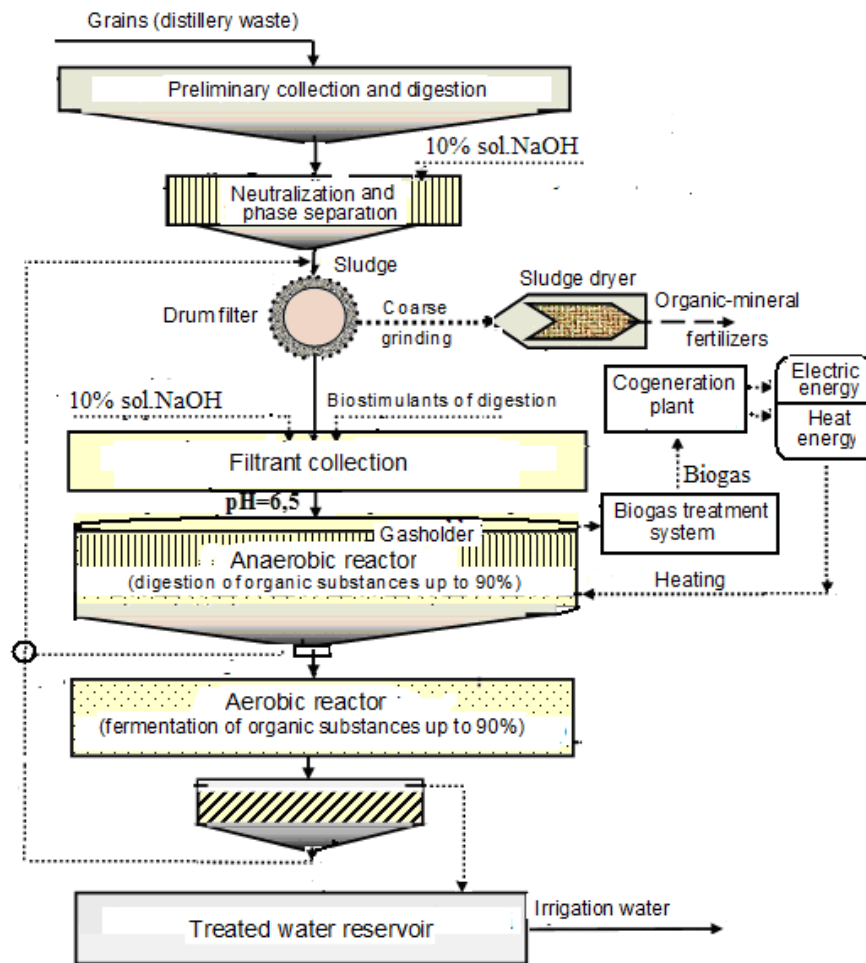 Grains (distillery waste)
Preliminary collection and digestion
10% sol.NaOH
Neutralization and
phase separation
Sludge
Sludge dryer
Drum filter
Coarse
grinding
Organic-mineral
fertilizers
Cogeneration
plant
Electric
energy
Heat
energy
10% sol.NaOH
Biostimulants of digestion
Filtrant collection
Biogas
pH=6,5
Gasholder
Biogas treatment
system
Anaerobic reactor
(digestion of organic substances up to 90%)
Heating
Aerobic reactor
(fermentation of organic substances up to 90%)
Irrigation water
Treated water reservoir